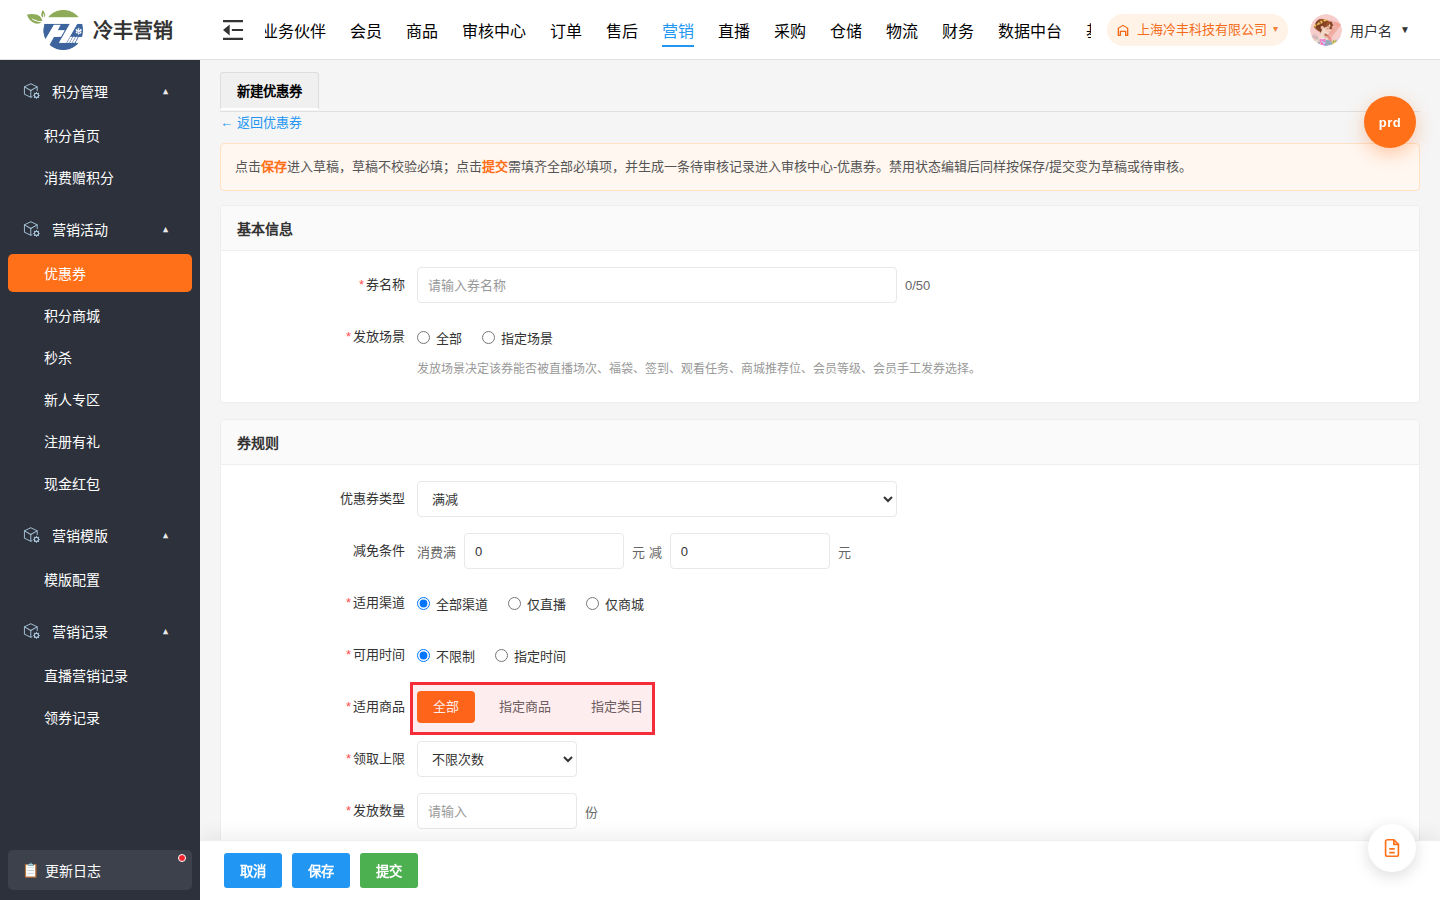 冷丰营销
业务伙伴 会员 商品 审核中心 订单 售后 营销 直播 采购 仓储 物流 财务 数据中台
上海冷丰科技有限公司 ▾
用户名 ▼
积分管理 ▲
积分首页
消费赠积分
营销活动 ▲
优惠券
积分商城
秒杀
新人专区
注册有礼
现金红包
营销模版 ▲
模版配置
营销记录 ▲
直播营销记录
领券记录
更新日志
新建优惠券
← 返回优惠券
prd
点击保存进入草稿，草稿不校验必填；点击提交需填齐全部必填项，并生成一条待审核记录进入审核中心-优惠券。禁用状态编辑后同样按保存/提交变为草稿或待审核。
基本信息
*券名称 请输入券名称 0/50
*发放场景 全部 指定场景
发放场景决定该券能否被直播场次、福袋、签到、观看任务、商城推荐位、会员等级、会员手工发券选择。
券规则
优惠券类型 满减
减免条件 消费满 0 元 减 0 元
*适用渠道 全部渠道 仅直播 仅商城
*可用时间 不限制 指定时间
*适用商品 全部 指定商品 指定类目
*领取上限 不限次数
*发放数量 请输入 份
取消 保存 提交